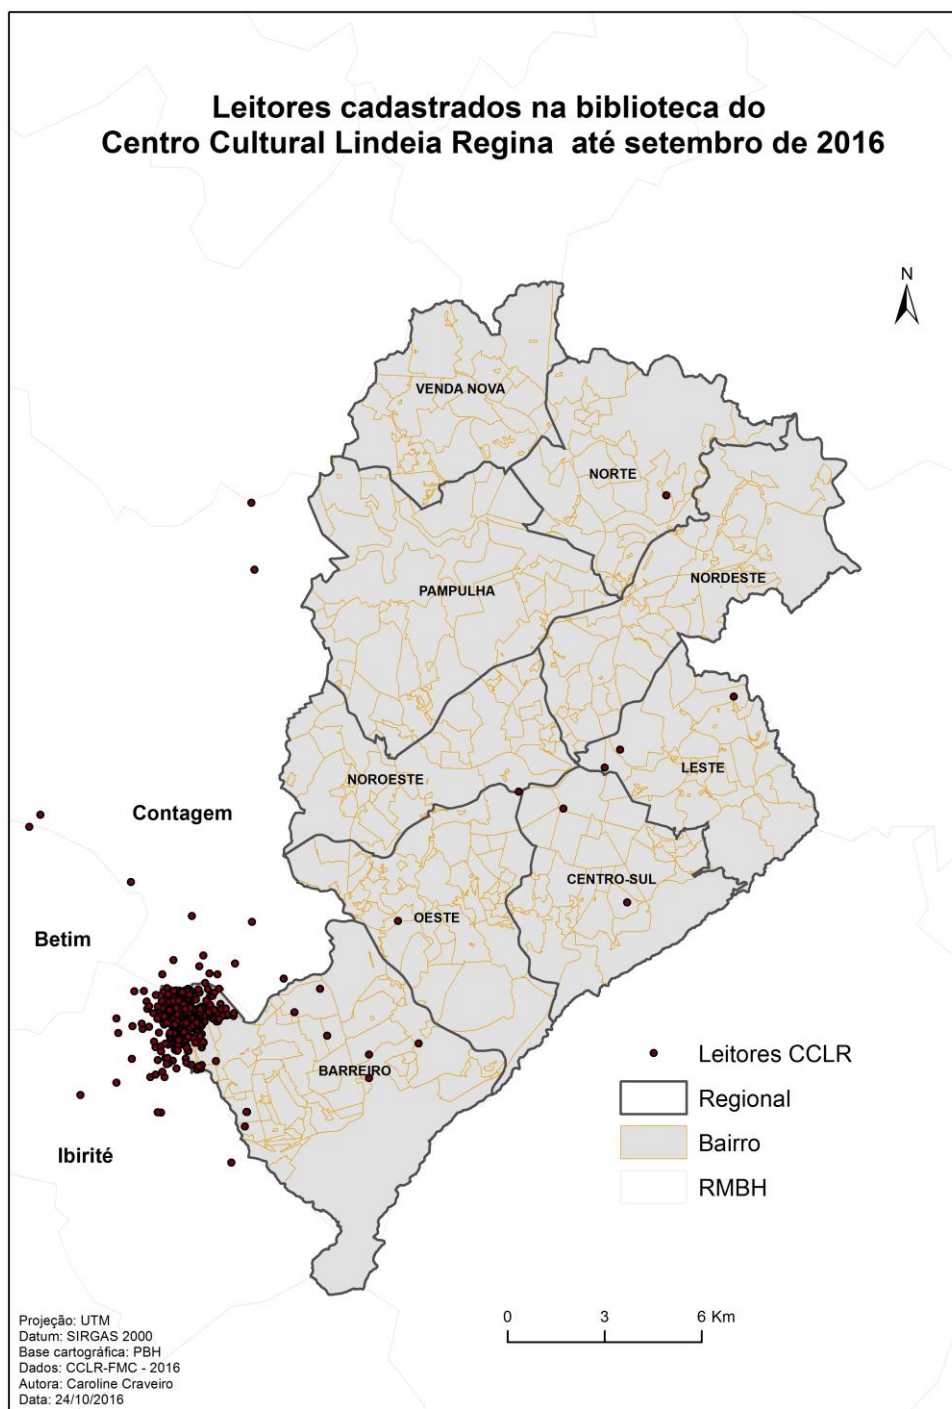 Leitores cadastrados na biblioteca do
Centro Cultural Lindeia Regina até setembro de 2016
N
VENDA NOVA
NORTE
NORDESTE
PAMPULHA
LESTE
NOROESTE
Contagem
CENTRO-SUL
OESTE
Betim
BARREIRO
Ibirité
Leitores CCLR
Regional
Bairro
RMBH
0 3 6 Km
Projeção: UTM
Datum: SIRGAS 2000
Base cartográfica: PBH
Dados: CCLR-FMC - 2016
Autora: Caroline Craveiro
Data: 24/10/2016